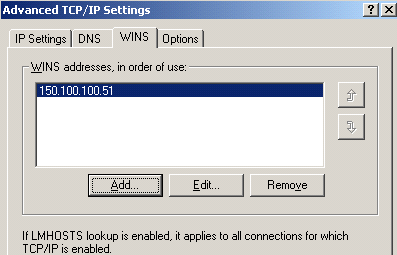 Advanced TCP/IP Settings
IP Settings DNS WINS Options
WINS addresses, in order of use:
150.100.100.51
Add... Edit... Remove
If LMHOSTS lookup is enabled, it applies to all connections for which
TCP/IP is enabled.